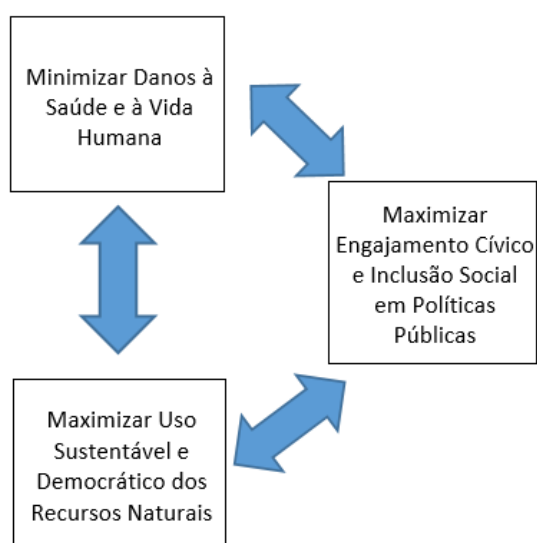 Minimizar Danos à
Saúde e à Vida
Humana
Maximizar
Engajamento Cívico
e Inclusão Social
em Políticas
Públicas
Maximizar Uso
Sustentável e
Democrático dos
Recursos Naturais